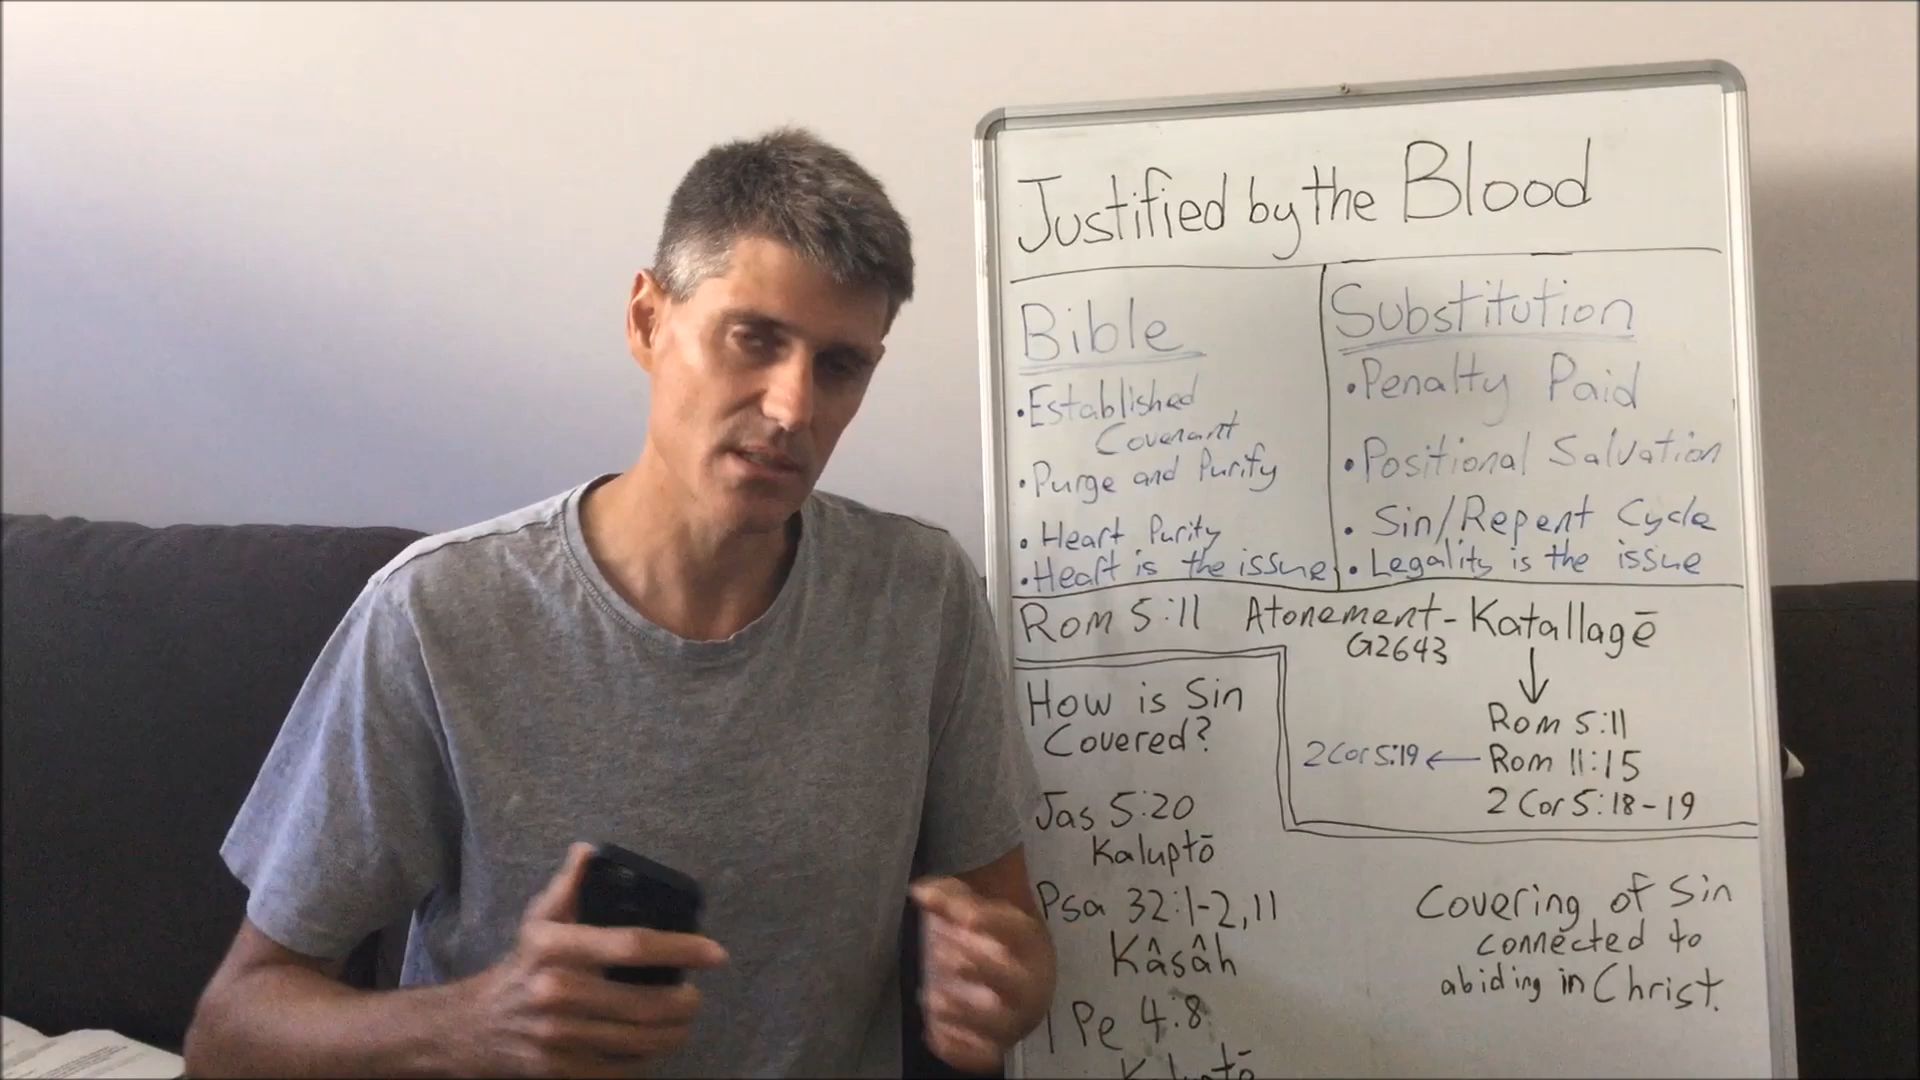 Justified by the Blood
Bible
• Established
Covenant
• Purge and Purify
• Heart Purity
• Heart is the issue
Substitution
• Penalty Paid
• Positional Salvation
• Sin/Repent Cycle
• Legality is the issue
Rom 5:11 Atonement - Katallagē
G2643
↓
Rom 5:11
2 Cor 5:19 ← Rom 11:15
2 Cor 5:18-19
How is Sin
Covered?
Jas 5:20
Kaluptō
Psa 32:1-2,11
Kâsâh
1 Pe 4:8
Kaluptō
Covering of Sin
connected to
abiding in Christ.